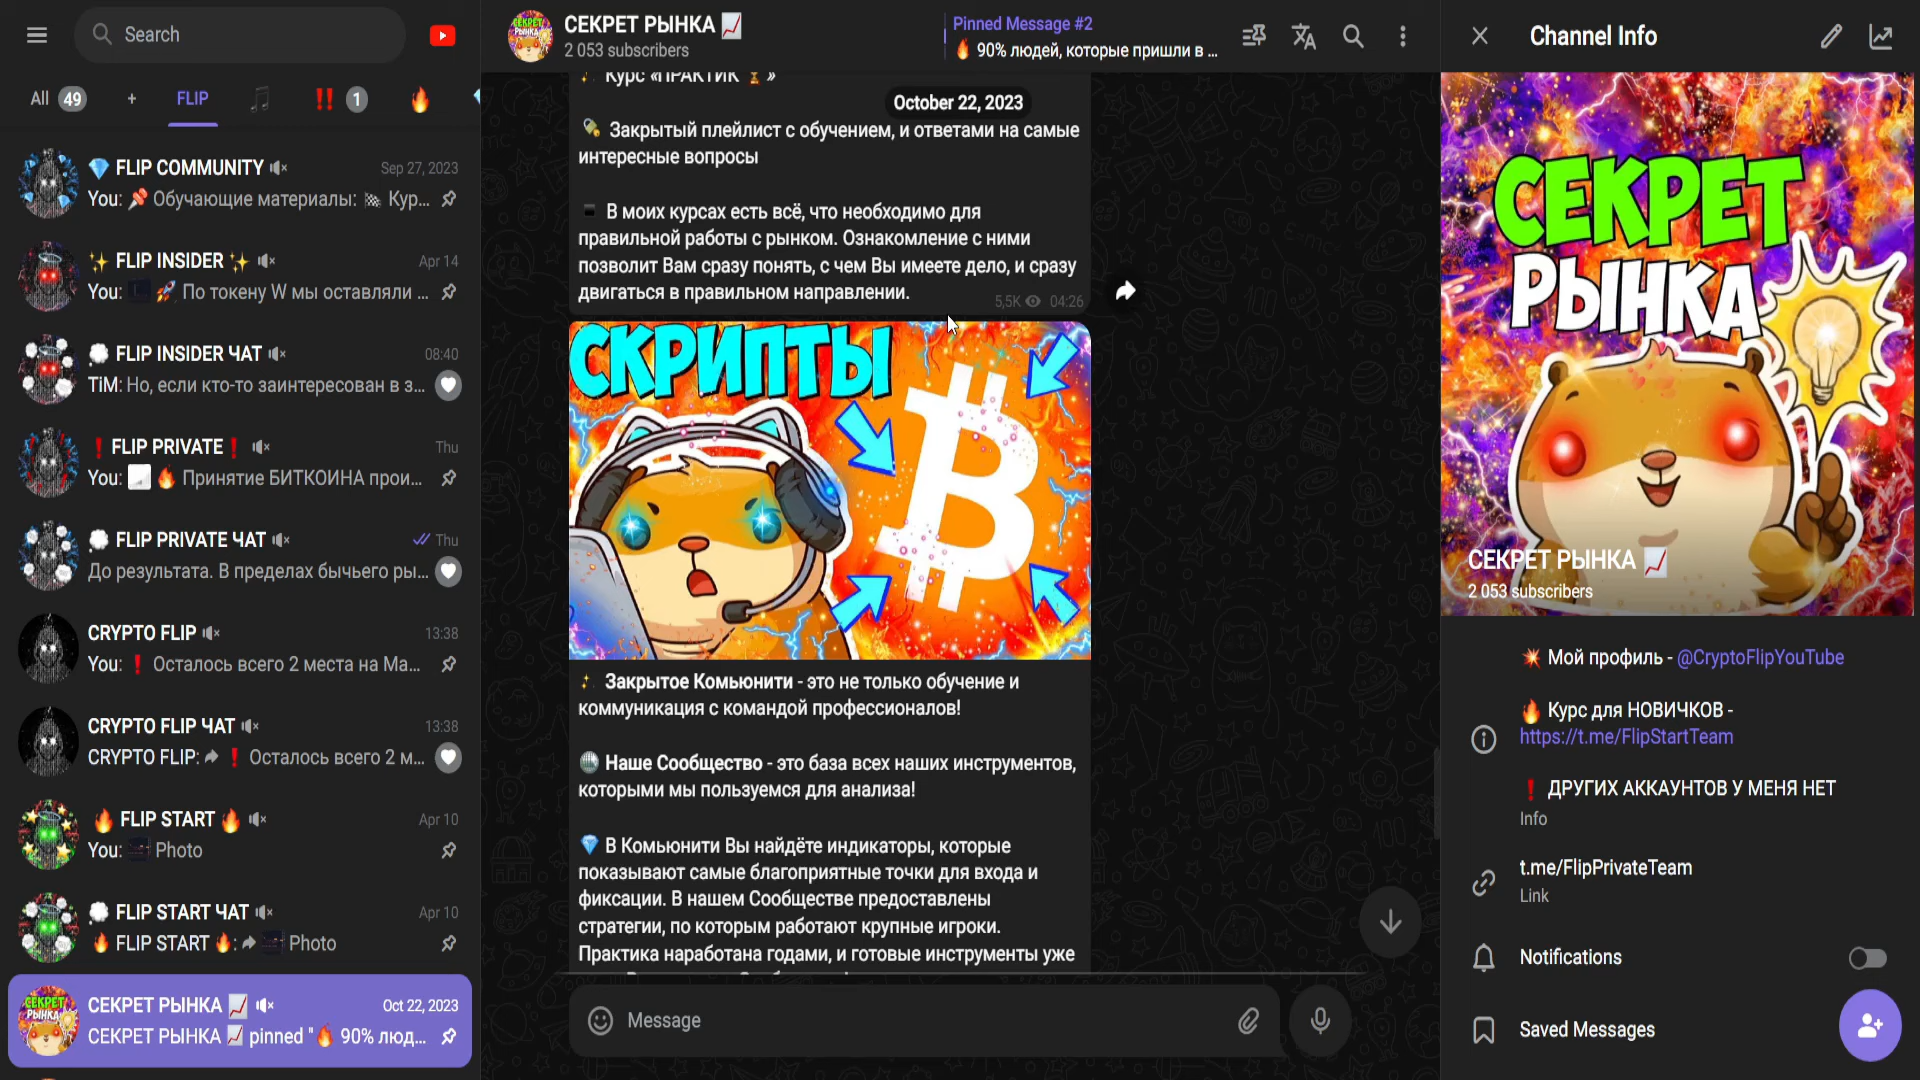 Search
All 49
+
FLIP
1
FLIP COMMUNITY
Sep 27, 2023
You: Обучающие материалы: Кур...
FLIP INSIDER
Apr 14
You: По токену W мы оставляли ...
FLIP INSIDER ЧАТ
08:40
TiM: Но, если кто-то заинтересован в з...
FLIP PRIVATE
Thu
You: Принятие БИТКОИНА прои...
FLIP PRIVATE ЧАТ
Thu
До результата. В пределах бычьего ры...
CRYPTO FLIP
13:38
You: Осталось всего 2 места на Ма...
CRYPTO FLIP ЧАТ
13:38
CRYPTO FLIP: Осталось всего 2 м...
FLIP START
Apr 10
You: Photo
FLIP START ЧАТ
Apr 10
FLIP START : Photo
СЕКРЕТ РЫНКА
Oct 22, 2023
СЕКРЕТ РЫНКА pinned " 90% люд...
СЕКРЕТ РЫНКА
2 053 subscribers
Pinned Message #2
90% людей, которые пришли в ...
Курс «ПРАКТИК »
October 22, 2023
Закрытый плейлист с обучением, и ответами на самые
интересные вопросы
В моих курсах есть всё, что необходимо для
правильной работы с рынком. Ознакомление с ними
позволит Вам сразу понять, с чем Вы имеете дело, и сразу
двигаться в правильном направлении.
5,5K 04:26
СКРИПТЫ
Закрытое Комьюнити - это не только обучение и
коммуникация с командой профессионалов!
Наше Сообщество - это база всех наших инструментов,
которыми мы пользуемся для анализа!
В Комьюнити Вы найдёте индикаторы, которые
показывают самые благоприятные точки для входа и
фиксации. В нашем Сообществе предоставлены
стратегии, по которым работают крупные игроки.
Практика наработана годами, и готовые инструменты уже
Message
Channel Info
СЕКРЕТ
РЫНКА
СЕКРЕТ РЫНКА
2 053 subscribers
Мой профиль - @CryptoFlipYouTube
Курс для НОВИЧКОВ -
https://t.me/FlipStartTeam
ДРУГИХ АККАУНТОВ У МЕНЯ НЕТ
Info
t.me/FlipPrivateTeam
Link
Notifications
Saved Messages